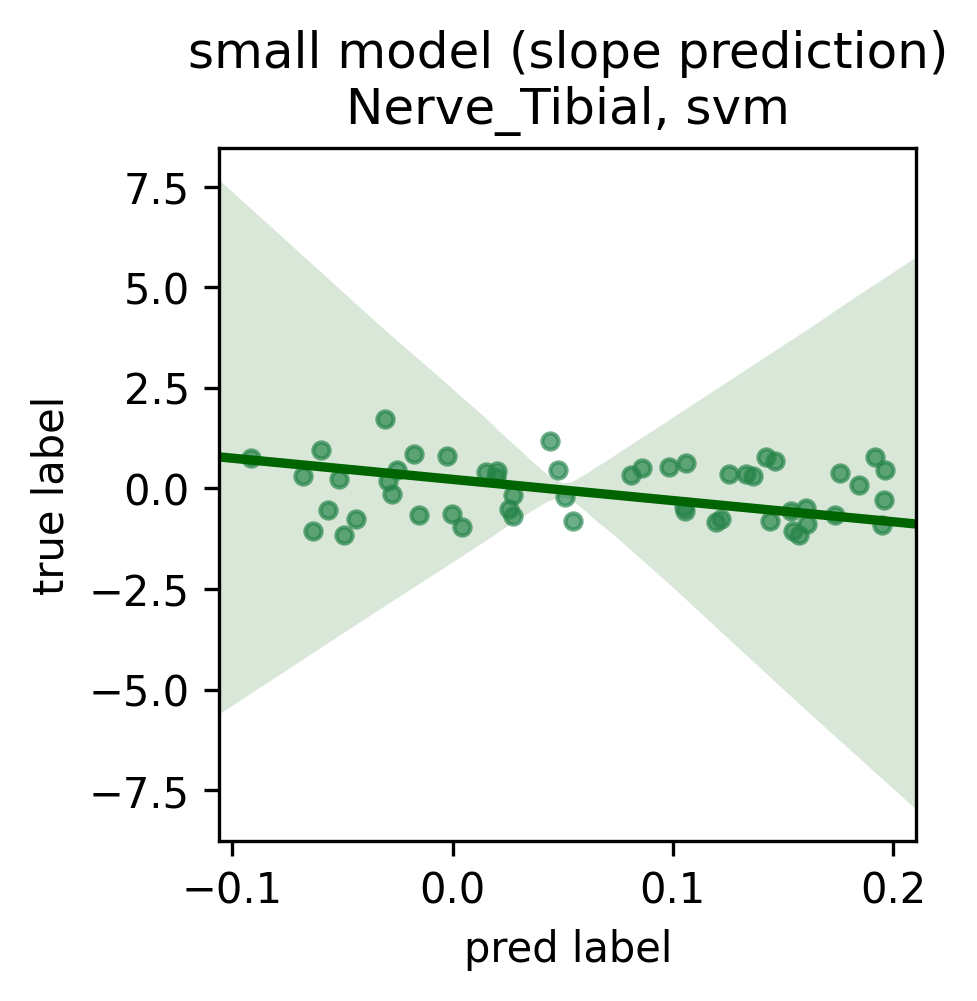 small model (slope prediction)
Nerve_Tibial, svm
7.5
5.0
2.5
0.0
−2.5
−5.0
−7.5
true label
−0.1
0.0
0.1
0.2
pred label